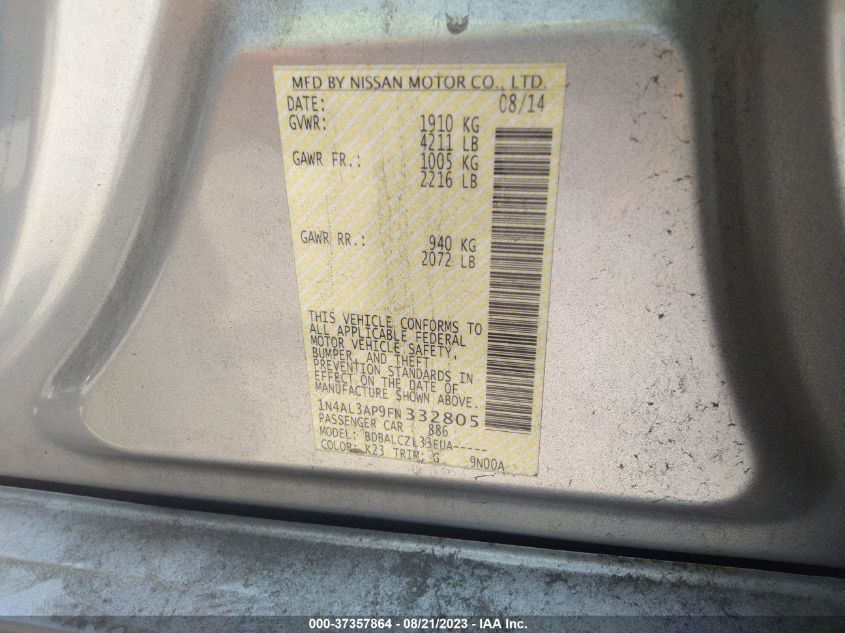 MFD BY NISSAN MOTOR CO., LTD.
DATE: 08/14
GVWR: 1910 KG
4211 LB
GAWR FR.: 1005 KG
2216 LB
GAWR RR.: 940 KG
2072 LB
THIS VEHICLE CONFORMS TO
ALL APPLICABLE FEDERAL
MOTOR VEHICLE SAFETY,
BUMPER, AND THEFT
PREVENTION STANDARDS IN
EFFECT ON THE DATE OF
MANUFACTURE SHOWN ABOVE.
1N4AL3AP9FN332805
PASSENGER CAR 886
MODEL: BDBALCZL33EUA-----
COLOR: K23 TRIM: G 9N00A
000-37357864 - 08/21/2023 - IAA Inc.